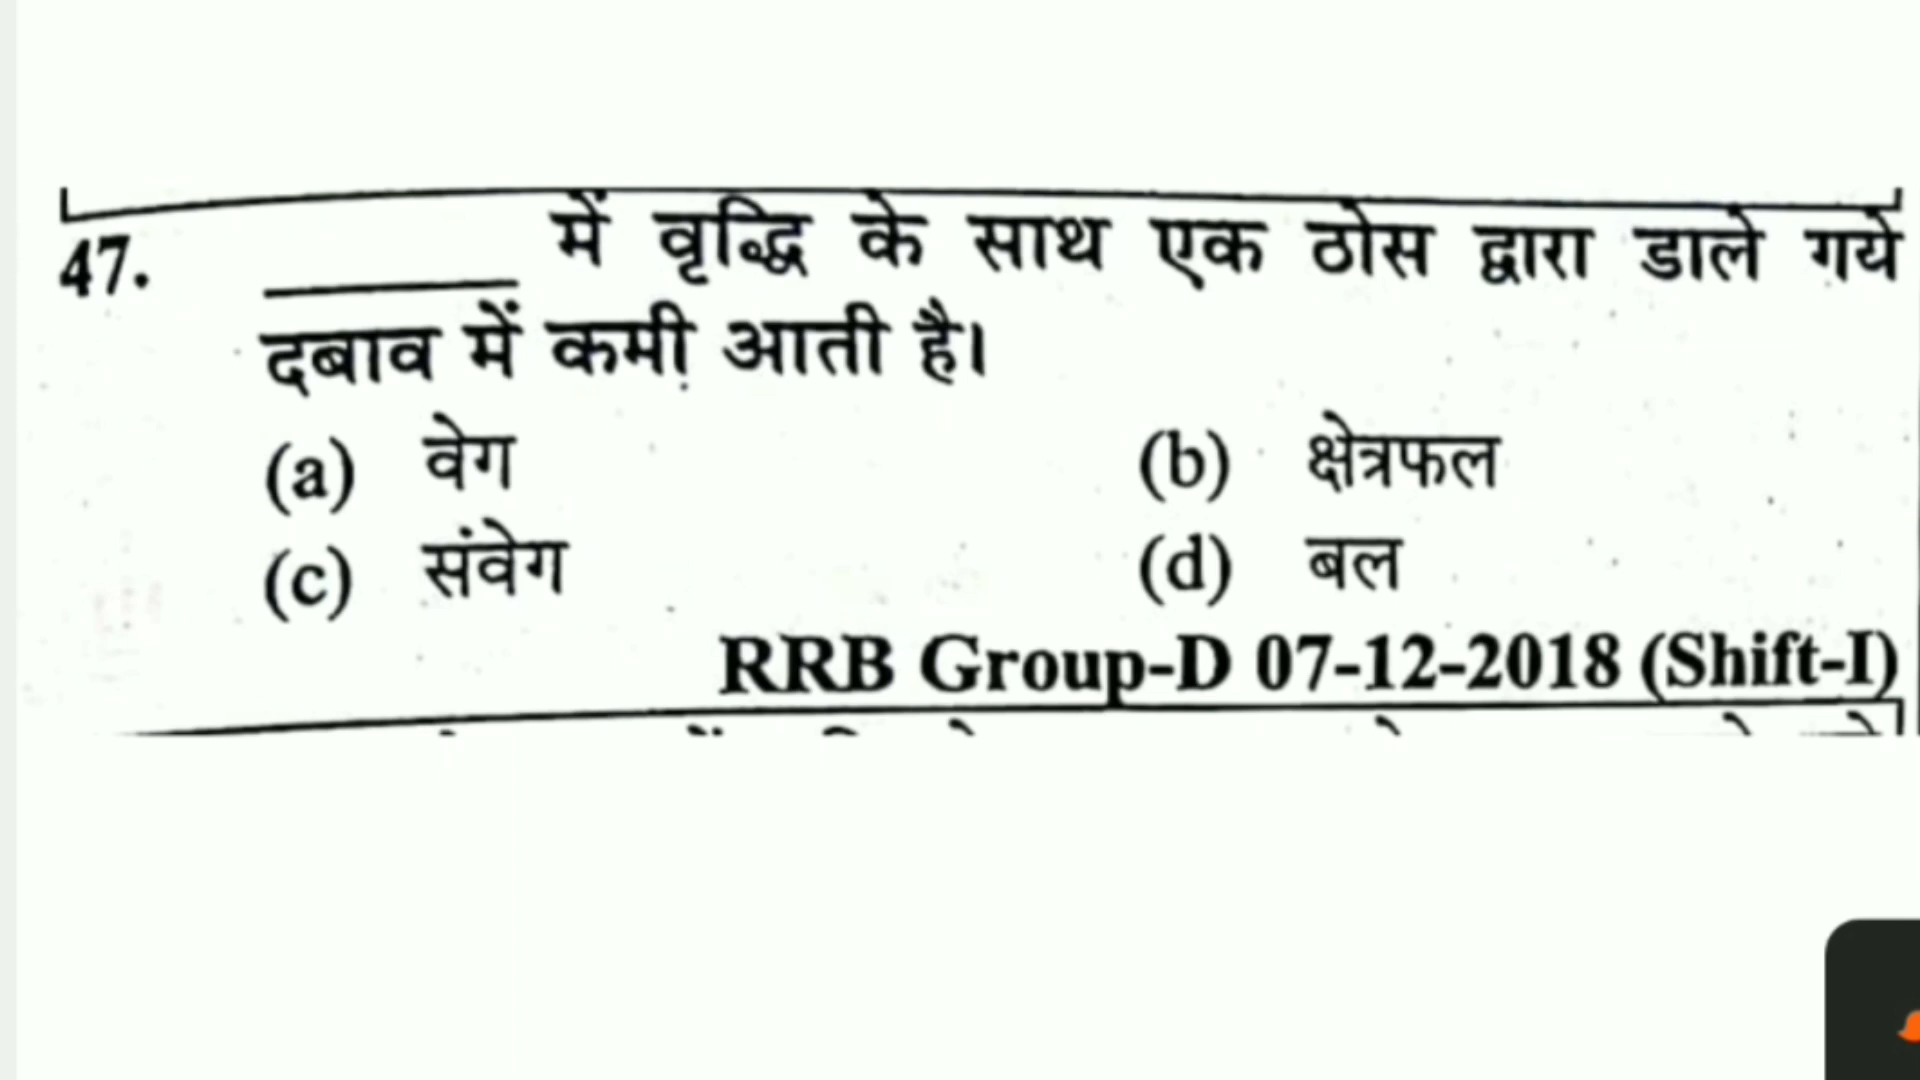 47. ________ में वृद्धि के साथ एक ठोस द्वारा डाले गये
दबाव में कमी आती है।
(a) वेग (b) क्षेत्रफल
(c) संवेग (d) बल
RRB Group-D 07-12-2018 (Shift-I)